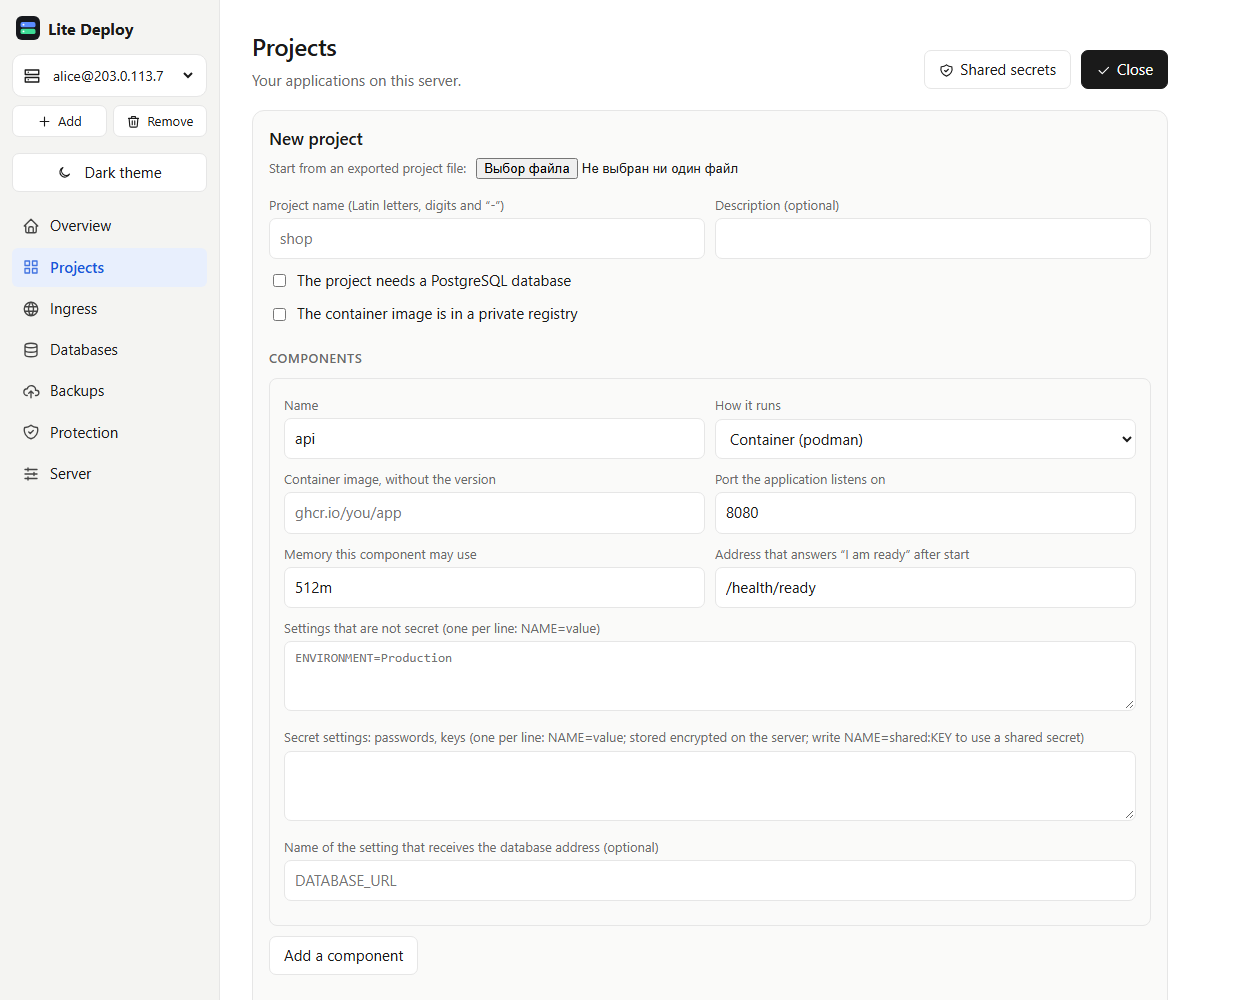 Lite Deploy
alice@203.0.113.7
Add
Remove
Dark theme
Overview
Projects
Ingress
Databases
Backups
Protection
Server
Projects
Your applications on this server.
Shared secrets
Close
New project
Start from an exported project file: Выбор файла Не выбран ни один файл
Project name (Latin letters, digits and “-”)
Description (optional)
shop
The project needs a PostgreSQL database
The container image is in a private registry
COMPONENTS
Name
How it runs
api
Container (podman)
Container image, without the version
Port the application listens on
ghcr.io/you/app
8080
Memory this component may use
Address that answers “I am ready” after start
512m
/health/ready
Settings that are not secret (one per line: NAME=value)
ENVIRONMENT=Production
Secret settings: passwords, keys (one per line: NAME=value; stored encrypted on the server; write NAME=shared:KEY to use a shared secret)
Name of the setting that receives the database address (optional)
DATABASE_URL
Add a component